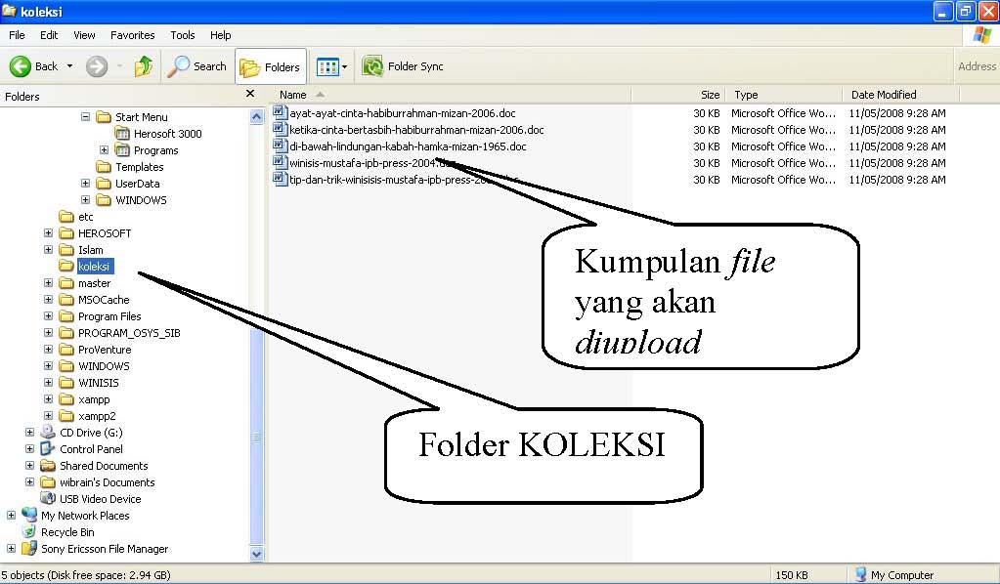 koleksi
File Edit View Favorites Tools Help
Back Search Folders Folder Sync Address
Folders
Start Menu
Herosoft 3000
Programs
Templates
UserData
WINDOWS
etc
HEROSOFT
Islam
koleksi
master
MSOCache
Program Files
PROGRAM_OSYS_SIB
ProVenture
WINDOWS
WINISIS
xampp
xampp2
CD Drive (G:)
Control Panel
Shared Documents
wibrain's Documents
USB Video Device
My Network Places
Recycle Bin
Sony Ericsson File Manager
Name Size Type Date Modified
ayat-ayat-cinta-habiburrahman-mizan-2006.doc 30 KB Microsoft Office Wo... 11/05/2008 9:28 AM
ketika-cinta-bertasbih-habiburrahman-mizan-2006.doc 30 KB Microsoft Office Wo... 11/05/2008 9:28 AM
di-bawah-lindungan-kabah-hamka-mizan-1965.doc 30 KB Microsoft Office Wo... 11/05/2008 9:28 AM
winisis-mustafa-ipb-press-2004.doc 30 KB Microsoft Office Wo... 11/05/2008 9:28 AM
tip-dan-trik-winisisis-mustafa-ipb-press- 30 KB Microsoft Office Wo... 11/05/2008 9:28 AM
Kumpulan file
yang akan
diupload
Folder KOLEKSI
5 objects (Disk free space: 2.94 GB) 150 KB My Computer